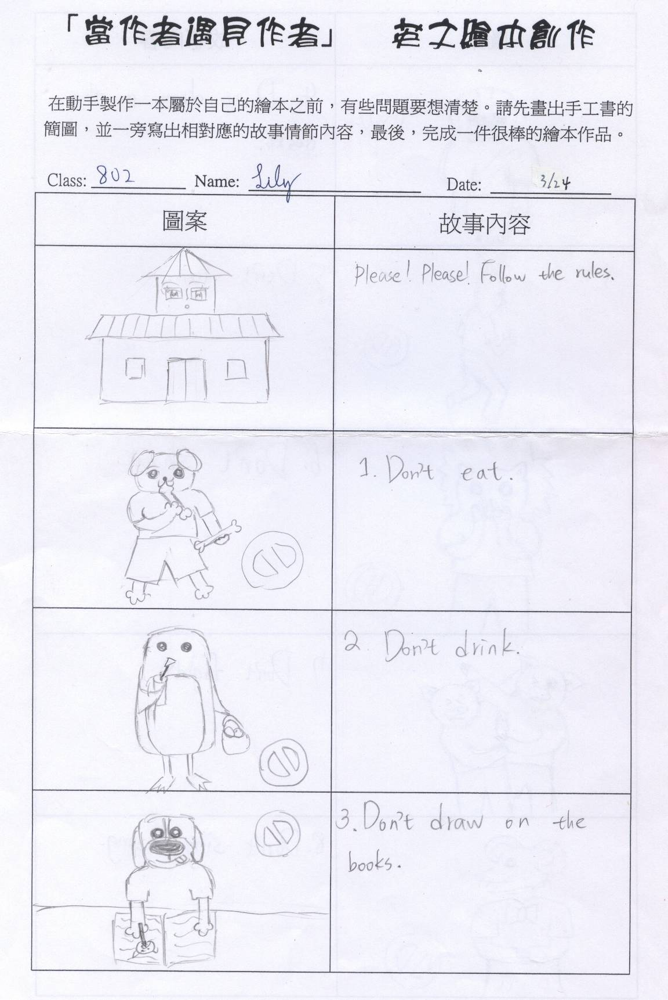 「當作者遇見作者」 英文繪本創作
在動手製作一本屬於自己的繪本之前，有些問題要想清楚。請先畫出手工書的
簡圖，並一旁寫出相對應的故事情節內容，最後，完成一件很棒的繪本作品。
Class: 802 Name: Lily Date: 3/24
圖案 故事內容
Please! Please! Follow the rules.
1. Don't eat.
2. Don't drink.
3. Don't draw on the
books.